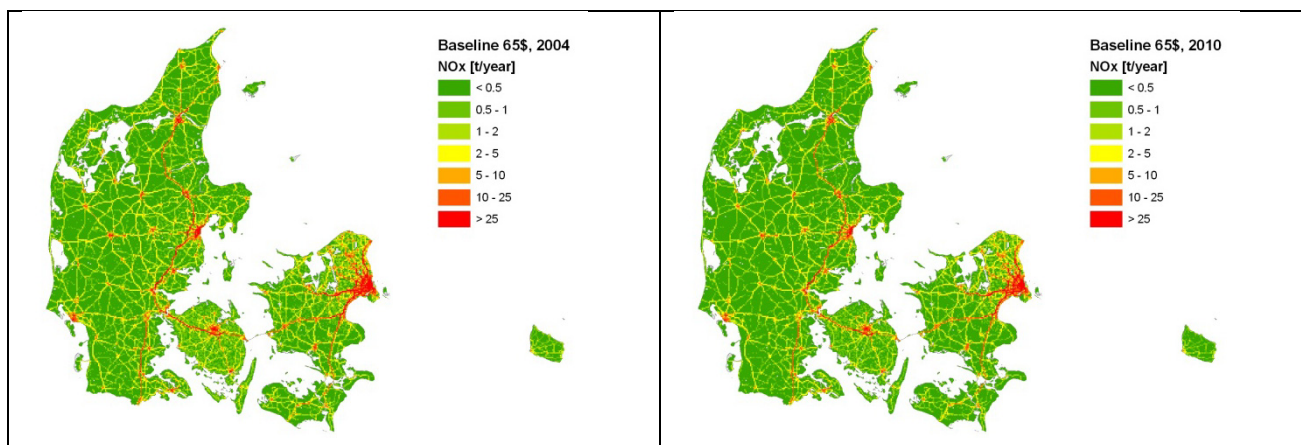 Baseline 65$, 2004
NOx [t/year]
< 0.5
0.5 - 1
1 - 2
2 - 5
5 - 10
10 - 25
> 25
Baseline 65$, 2010
NOx [t/year]
< 0.5
0.5 - 1
1 - 2
2 - 5
5 - 10
10 - 25
> 25